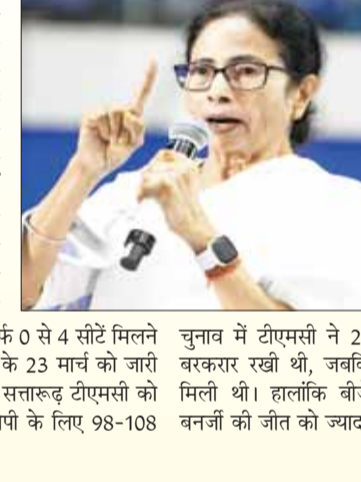 0 से 4 सीटें मिलने
के 23 मार्च को जारी
सत्तारूढ़ टीएमसी को
के लिए 98-108
चुनाव में टीएमसी ने 2
बरकरार रखी थी, जबकि
मिली थी। हालांकि
बनर्जी की जीत को